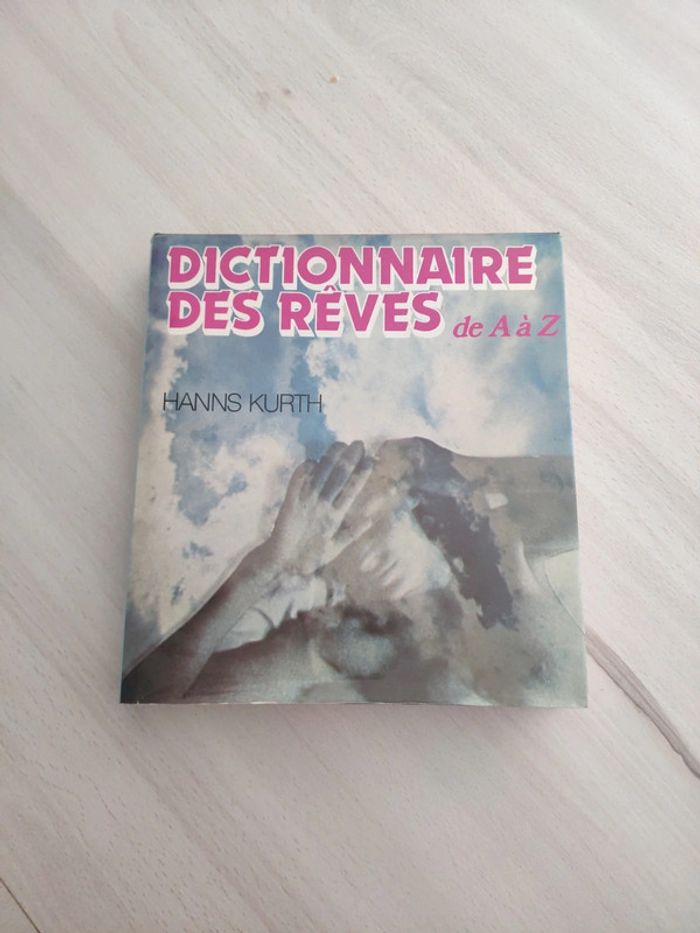 DICTIONNAIRE
DES RÊVES de A à Z
HANNS KURTH